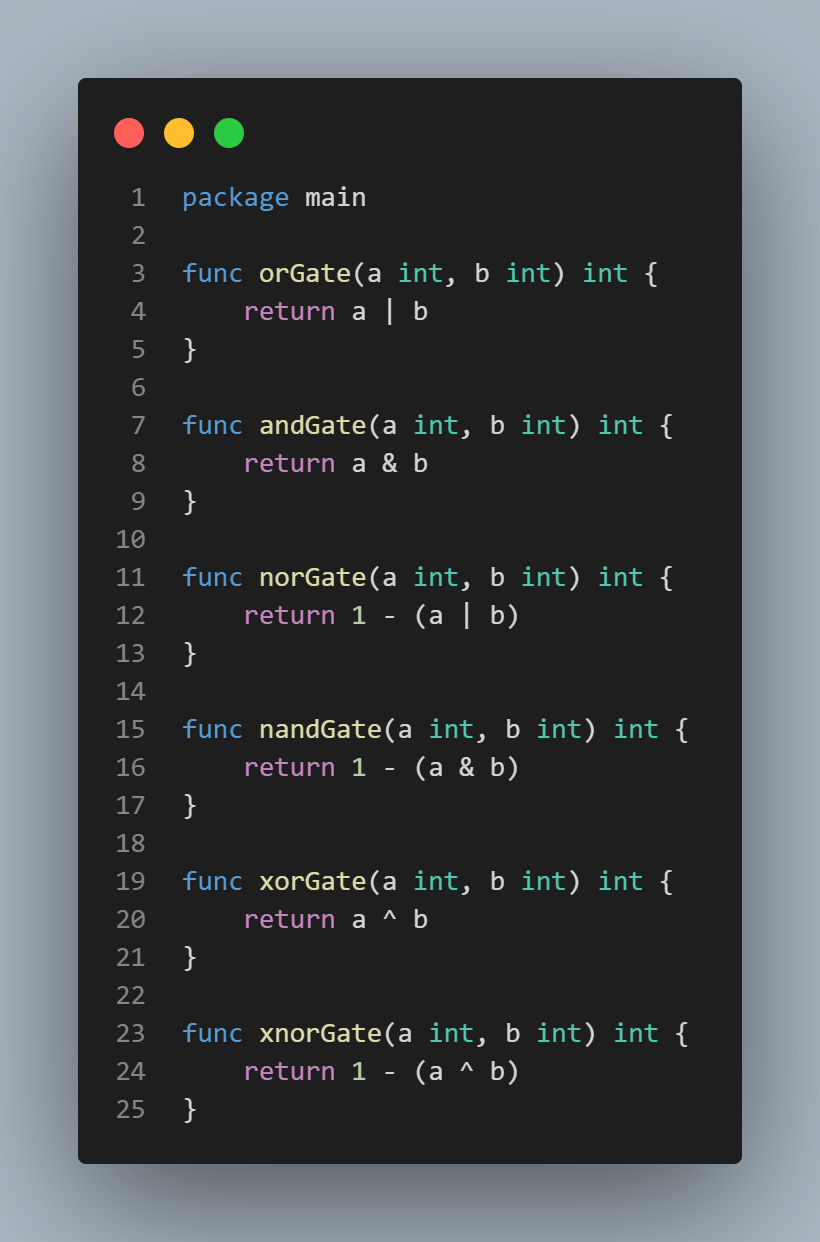 1 package main
2
3 func orGate(a int, b int) int {
4     return a | b
5 }
6
7 func andGate(a int, b int) int {
8     return a & b
9 }
10
11 func norGate(a int, b int) int {
12     return 1 - (a | b)
13 }
14
15 func nandGate(a int, b int) int {
16     return 1 - (a & b)
17 }
18
19 func xorGate(a int, b int) int {
20     return a ^ b
21 }
22
23 func xnorGate(a int, b int) int {
24     return 1 - (a ^ b)
25 }